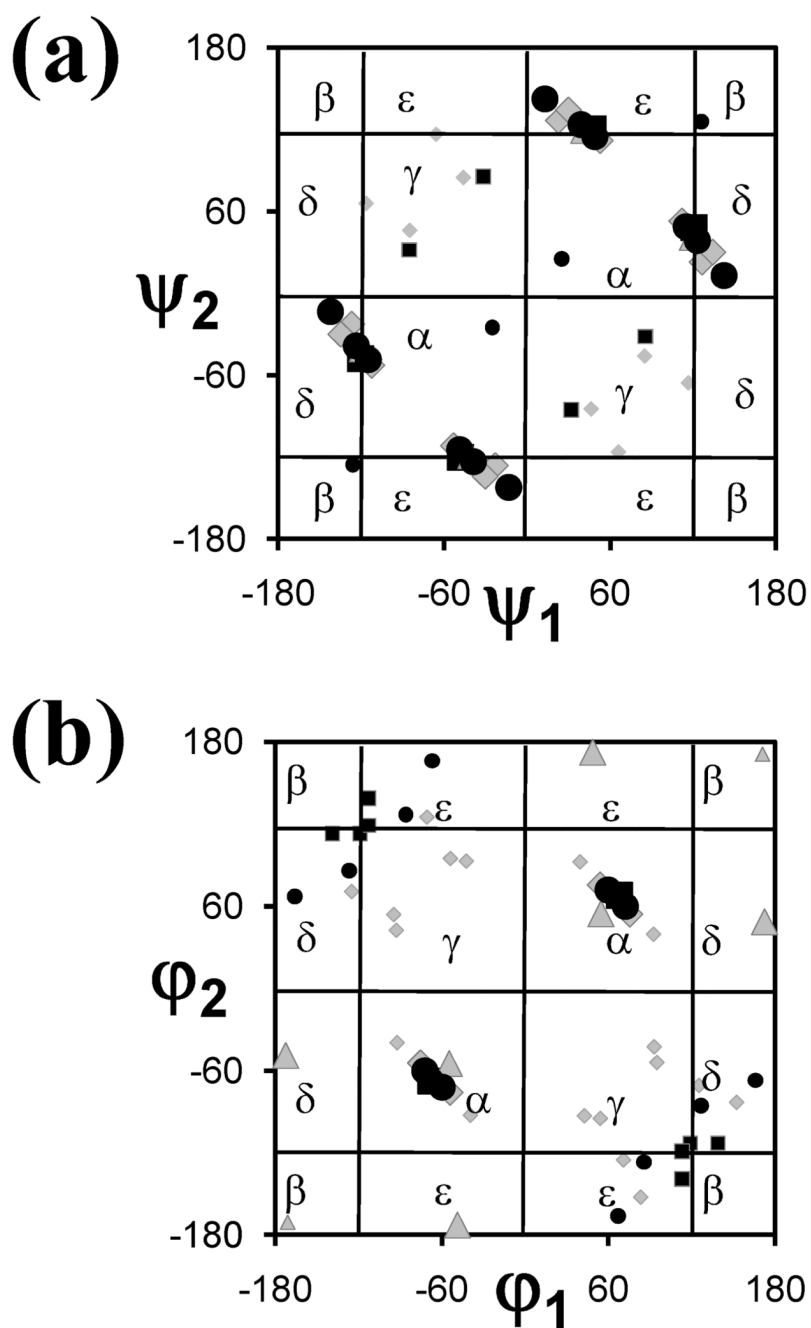 (a)
180
β ε ε β
δ γ δ
60
α
ψ2
α
-60
δ γ δ
β ε ε β
-180
-180 -60 60 180
ψ1
(b)
180
β ε ε β
60
δ γ α δ
φ2
-60
δ α γ δ
β ε ε β
-180
-180 -60 60 180
φ1